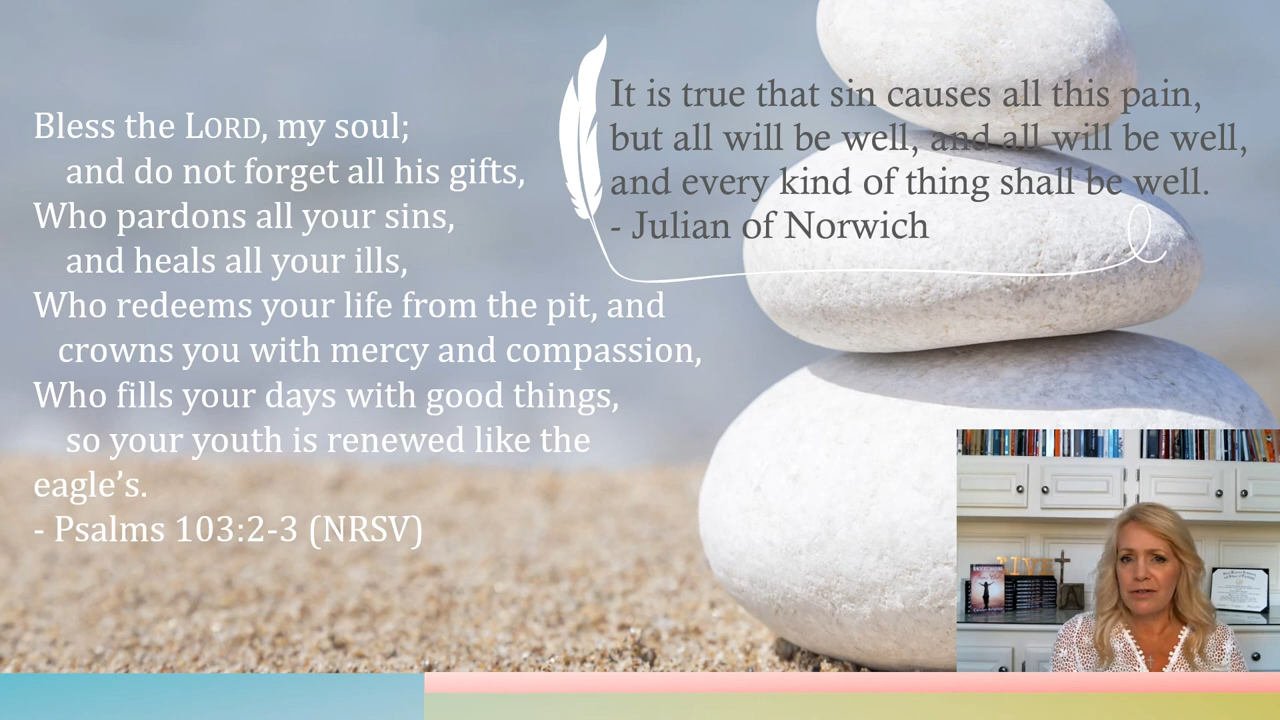 Bless the LORD, my soul;
and do not forget all his gifts,
Who pardons all your sins,
and heals all your ills,
Who redeems your life from the pit, and
crowns you with mercy and compassion,
Who fills your days with good things,
so your youth is renewed like the
eagle’s.
- Psalms 103:2-3 (NRSV)
It is true that sin causes all this pain,
but all will be well, and all will be well,
and every kind of thing shall be well.
- Julian of Norwich